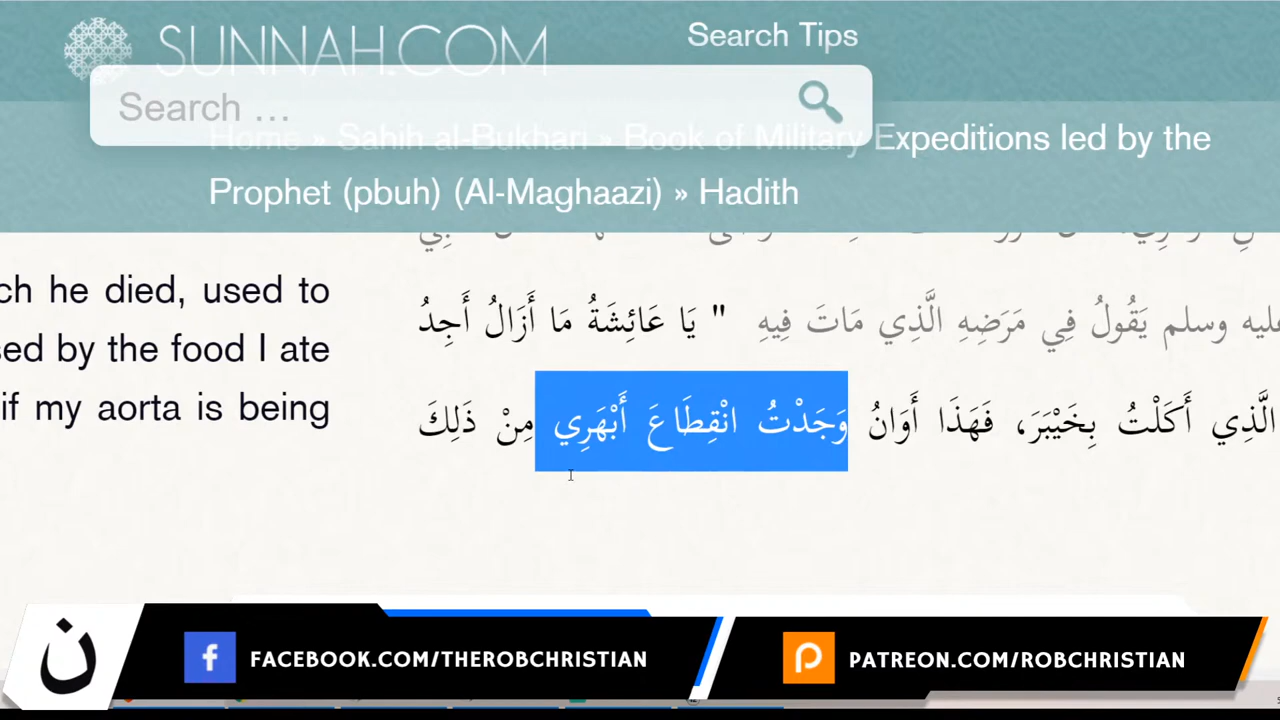 SUNNAH.COM
Search Tips
Search ...
Home » Sahih al-Bukhari » Book of Military Expeditions led by the
Prophet (pbuh) (Al-Maghaazi) » Hadith
ch he died, used to
sed by the food I ate
if my aorta is being
عليه وسلم يَقُولُ فِي مَرَضِهِ الَّذِي مَاتَ فِيهِ " يَا عَائِشَةُ مَا أَزَالُ أَجِدُ
الَّذِي أَكَلْتُ بِخَيْبَرَ، فَهَذَا أَوَانُ وَجَدْتُ انْقِطَاعَ أَبْهَرِي مِنْ ذَلِكَ
ن
FACEBOOK.COM/THEROBCHRISTIAN
PATREON.COM/ROBCHRISTIAN